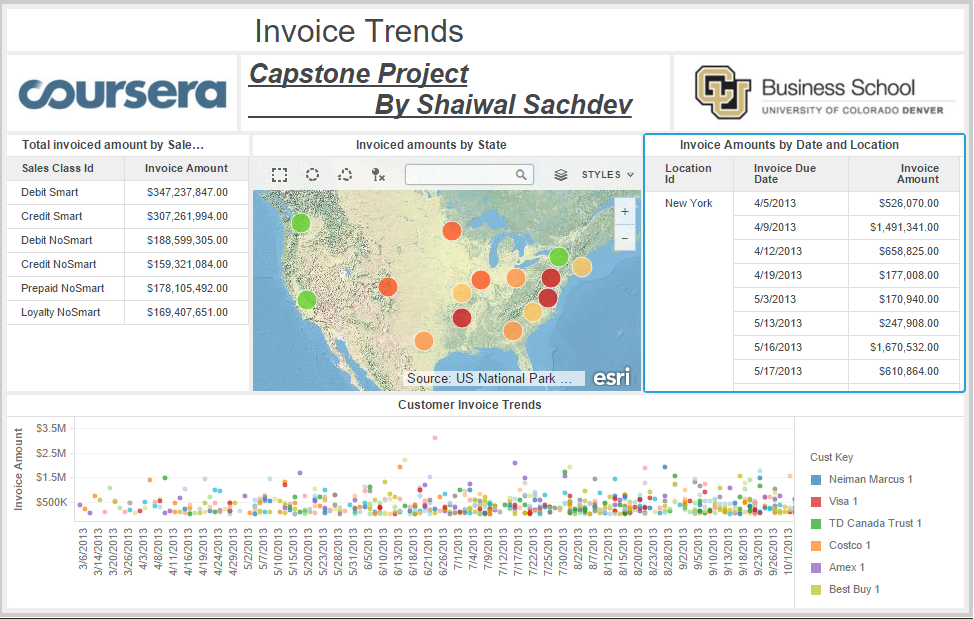 Invoice Trends
coursera
Capstone Project
By Shaiwal Sachdev
Business School
UNIVERSITY OF COLORADO DENVER
Total invoiced amount by Sale...
Sales Class Id Invoice Amount
Debit Smart $347,237,847.00
Credit Smart $307,261,994.00
Debit NoSmart $188,599,305.00
Credit NoSmart $159,321,084.00
Prepaid NoSmart $178,105,492.00
Loyalty NoSmart $169,407,651.00
Invoiced amounts by State
STYLES
+
−
Source: US National Park ...
esri
Invoice Amounts by Date and Location
Location Id Invoice Due Date Invoice Amount
New York 4/5/2013 $526,070.00
4/9/2013 $1,491,341.00
4/12/2013 $658,825.00
4/19/2013 $177,008.00
5/3/2013 $170,940.00
5/13/2013 $247,908.00
5/16/2013 $1,670,532.00
5/17/2013 $610,864.00
Customer Invoice Trends
Invoice Amount
$3.5M
$2.5M
$1.5M
$500K
3/6/2013 3/14/2013 3/20/2013 3/26/2013 4/3/2013 4/8/2013 4/11/2013 4/16/2013 4/19/2013 4/24/2013 4/29/2013 5/2/2013 5/7/2013 5/10/2013 5/15/2013 5/20/2013 5/23/2013 5/28/2013 5/31/2013 6/5/2013 6/10/2013 6/13/2013 6/18/2013 6/21/2013 6/26/2013 7/1/2013 7/4/2013 7/9/2013 7/12/2013 7/17/2013 7/22/2013 7/25/2013 7/30/2013 8/2/2013 8/7/2013 8/12/2013 8/15/2013 8/20/2013 8/23/2013 8/28/2013 9/2/2013 9/5/2013 9/10/2013 9/13/2013 9/18/2013 9/23/2013 9/26/2013 10/1/2013
Cust Key
Neiman Marcus 1
Visa 1
TD Canada Trust 1
Costco 1
Amex 1
Best Buy 1